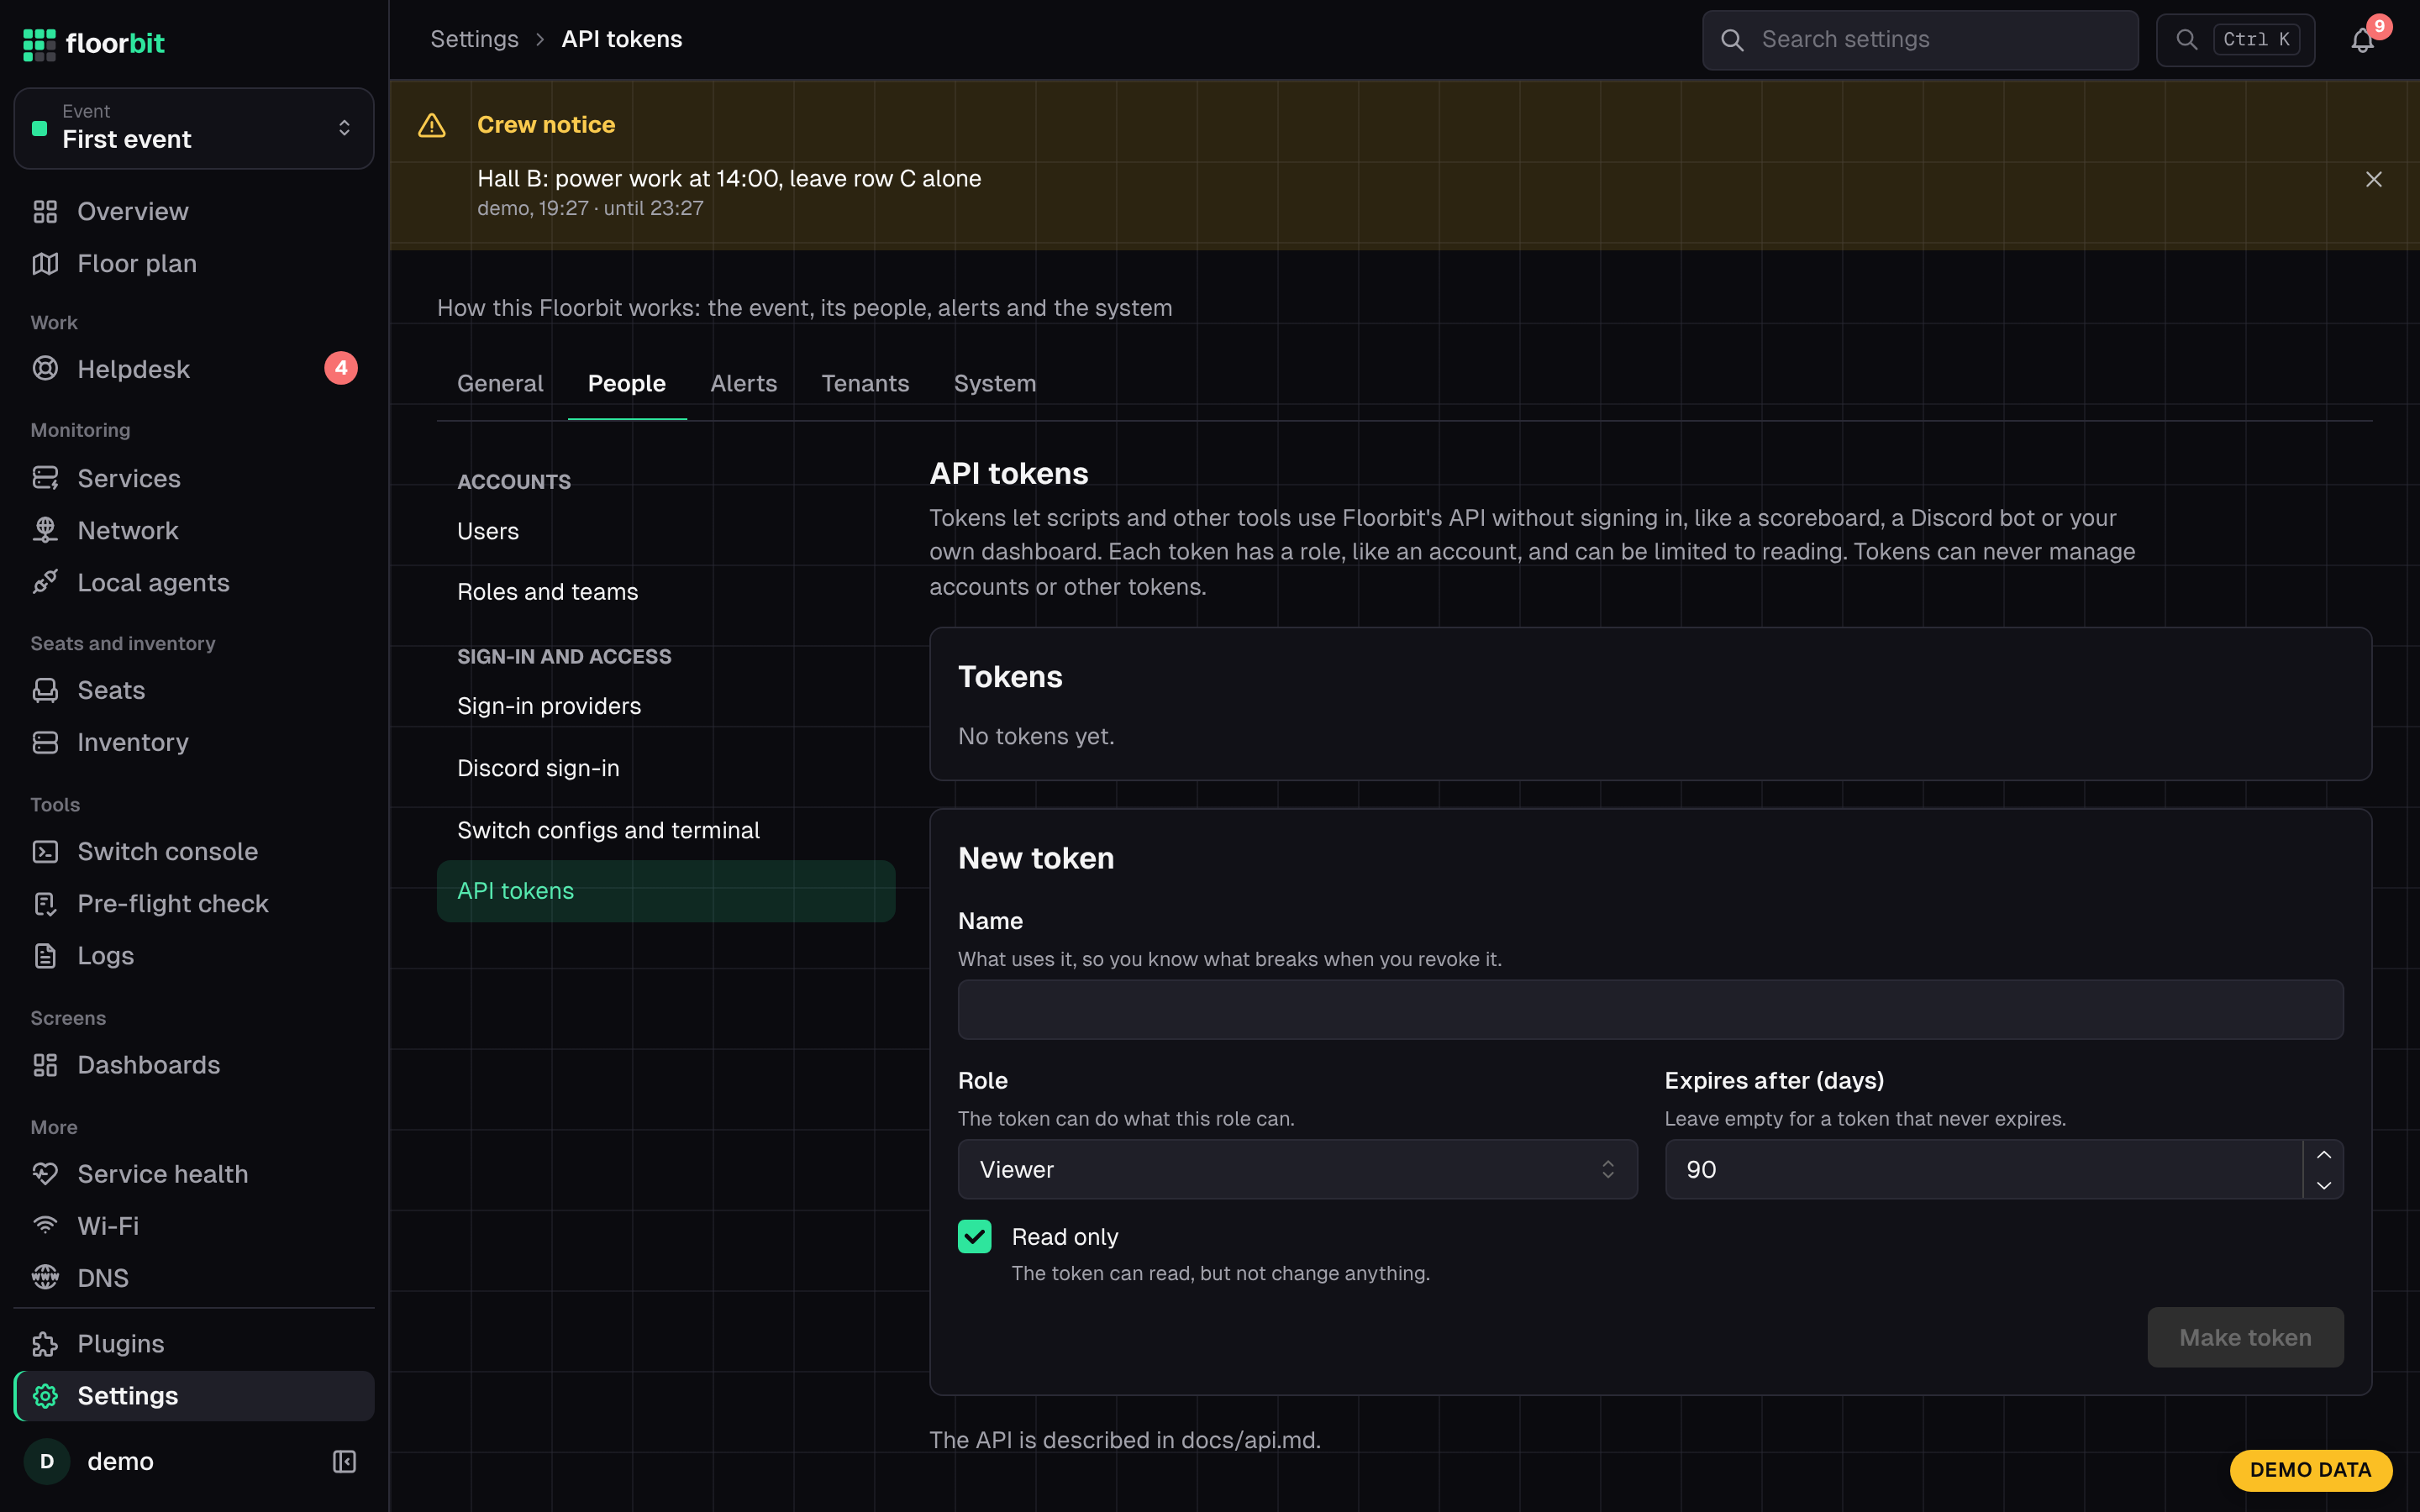 floorbit
Event
First event
Overview
Floor plan
Work
Helpdesk
4
Monitoring
Services
Network
Local agents
Seats and inventory
Seats
Inventory
Tools
Switch console
Pre-flight check
Logs
Screens
Dashboards
More
Service health
Wi-Fi
DNS
Plugins
Settings
D
demo
Settings
API tokens
Search settings
Ctrl K
9
Crew notice
Hall B: power work at 14:00, leave row C alone
demo, 19:27 · until 23:27
How this Floorbit works: the event, its people, alerts and the system
General
People
Alerts
Tenants
System
ACCOUNTS
Users
Roles and teams
SIGN-IN AND ACCESS
Sign-in providers
Discord sign-in
Switch configs and terminal
API tokens
API tokens
Tokens let scripts and other tools use Floorbit's API without signing in, like a scoreboard, a Discord bot or your
own dashboard. Each token has a role, like an account, and can be limited to reading. Tokens can never manage
accounts or other tokens.
Tokens
No tokens yet.
New token
Name
What uses it, so you know what breaks when you revoke it.
Role
The token can do what this role can.
Viewer
Expires after (days)
Leave empty for a token that never expires.
90
Read only
The token can read, but not change anything.
Make token
The API is described in docs/api.md.
DEMO DATA